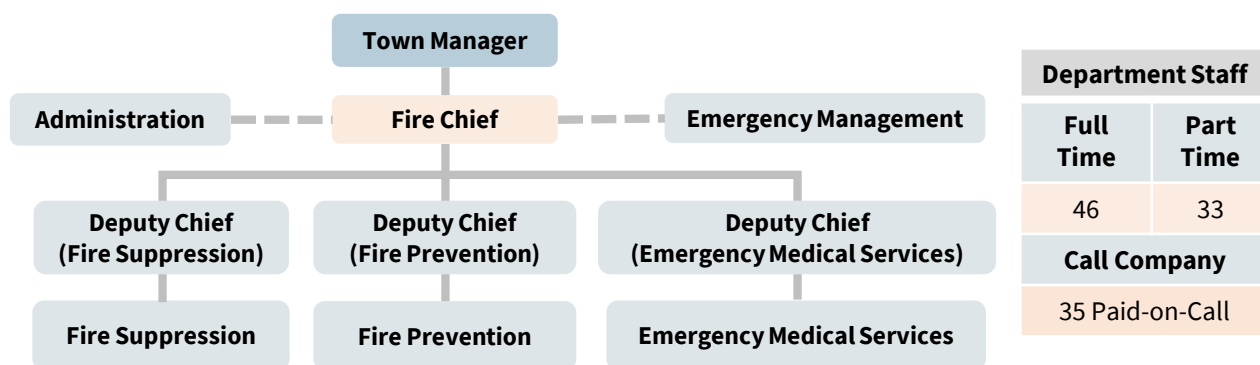 Town Manager
Administration
Fire Chief
Emergency Management
Deputy Chief
(Fire Suppression)
Deputy Chief
(Fire Prevention)
Deputy Chief
(Emergency Medical Services)
Fire Suppression
Fire Prevention
Emergency Medical Services
Department Staff
Full
Time
Part
Time
46
33
Call Company
35 Paid-on-Call